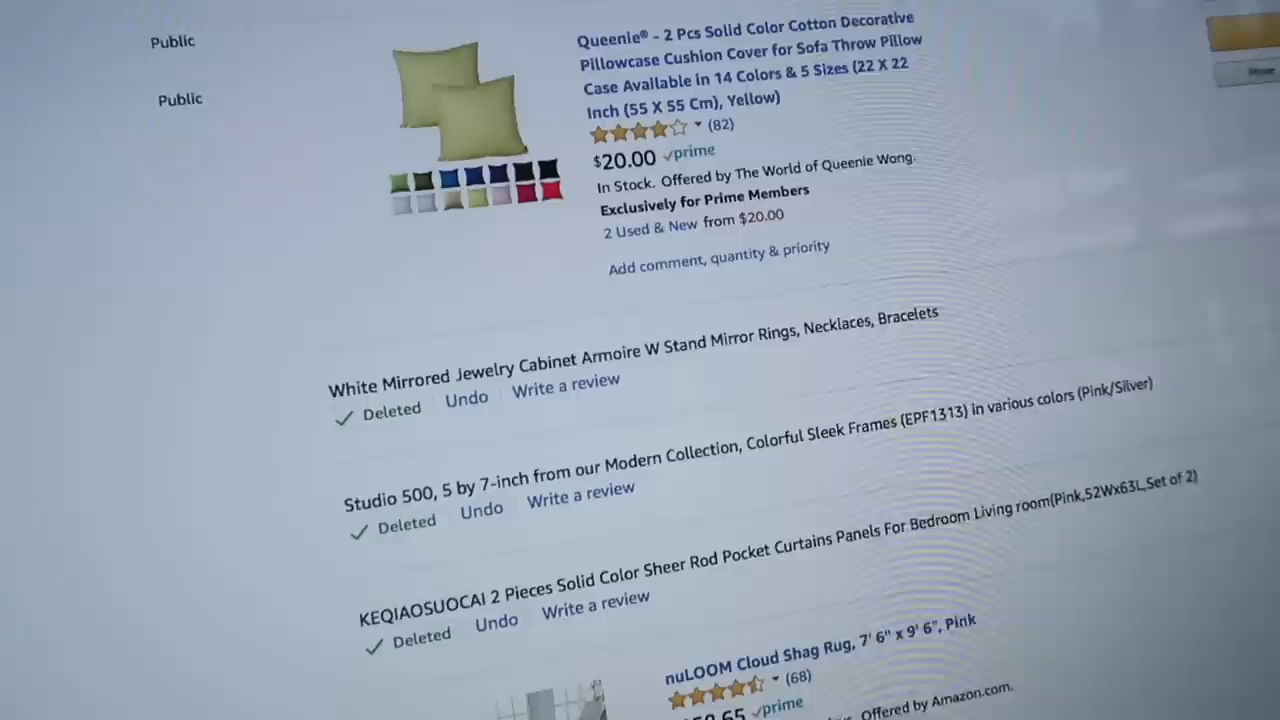 Public
Public
Queenie® - 2 Pcs Solid Color Cotton Decorative
Pillowcase Cushion Cover for Sofa Throw Pillow
Case Available in 14 Colors & 5 Sizes (22 X 22
Inch (55 X 55 Cm), Yellow)
(82)
$20.00 prime
In Stock. Offered by The World of Queenie Wong.
Exclusively for Prime Members
2 Used & New from $20.00
Add comment, quantity & priority
White Mirrored Jewelry Cabinet Armoire W Stand Mirror Rings, Necklaces, Bracelets
Deleted Undo Write a review
Studio 500, 5 by 7-inch from our Modern Collection, Colorful Sleek Frames (EPF1313) in various colors (Pink/Silver)
Deleted Undo Write a review
KEQIAOSUOCAI 2 Pieces Solid Color Sheer Rod Pocket Curtains Panels For Bedroom Living room(Pink,52Wx63L,Set of 2)
Deleted Undo Write a review
nuLOOM Cloud Shag Rug, 7' 6" x 9' 6", Pink
(68)
prime
Offered by Amazon.com.